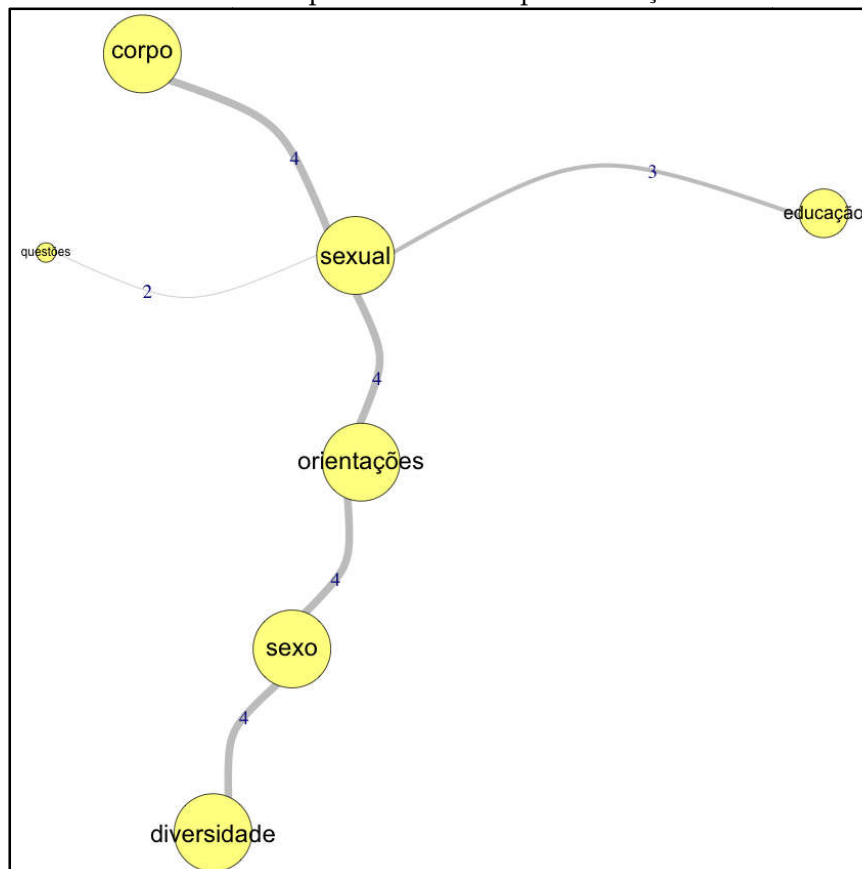 corpo
4
3
educação
questões
sexual
2
4
orientações
4
sexo
4
diversidade